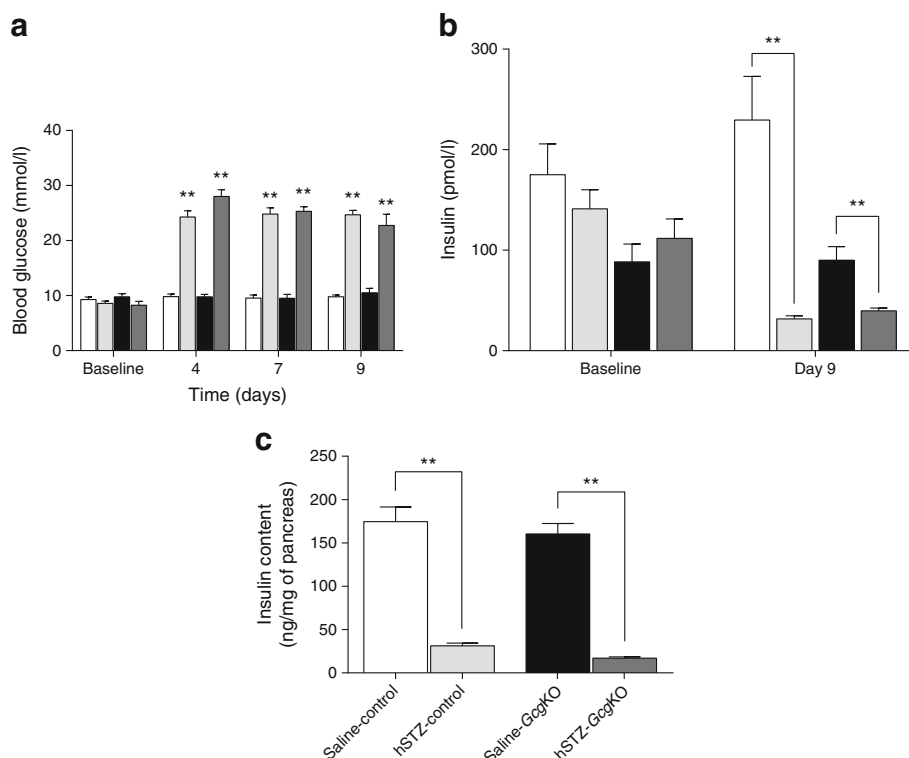 a
Blood glucose (mmol/l)
40
30
20
10
0
** ** ** ** ** **
Baseline 4 7 9
Time (days)
b
Insulin (pmol/l)
300
200
100
0
**
**
Baseline Day 9
c
Insulin content
(ng/mg of pancreas)
250
200
150
100
50
0
**
**
Saline-control
hSTZ-control
Saline-GcgKO
hSTZ-GcgKO